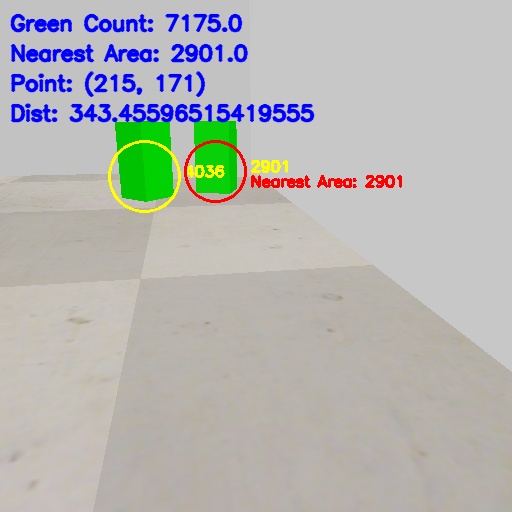 Green Count: 7175.0
Nearest Area: 2901.0
Point: (215, 171)
Dist: 343.45596515419555
4036
2901
Nearest Area: 2901